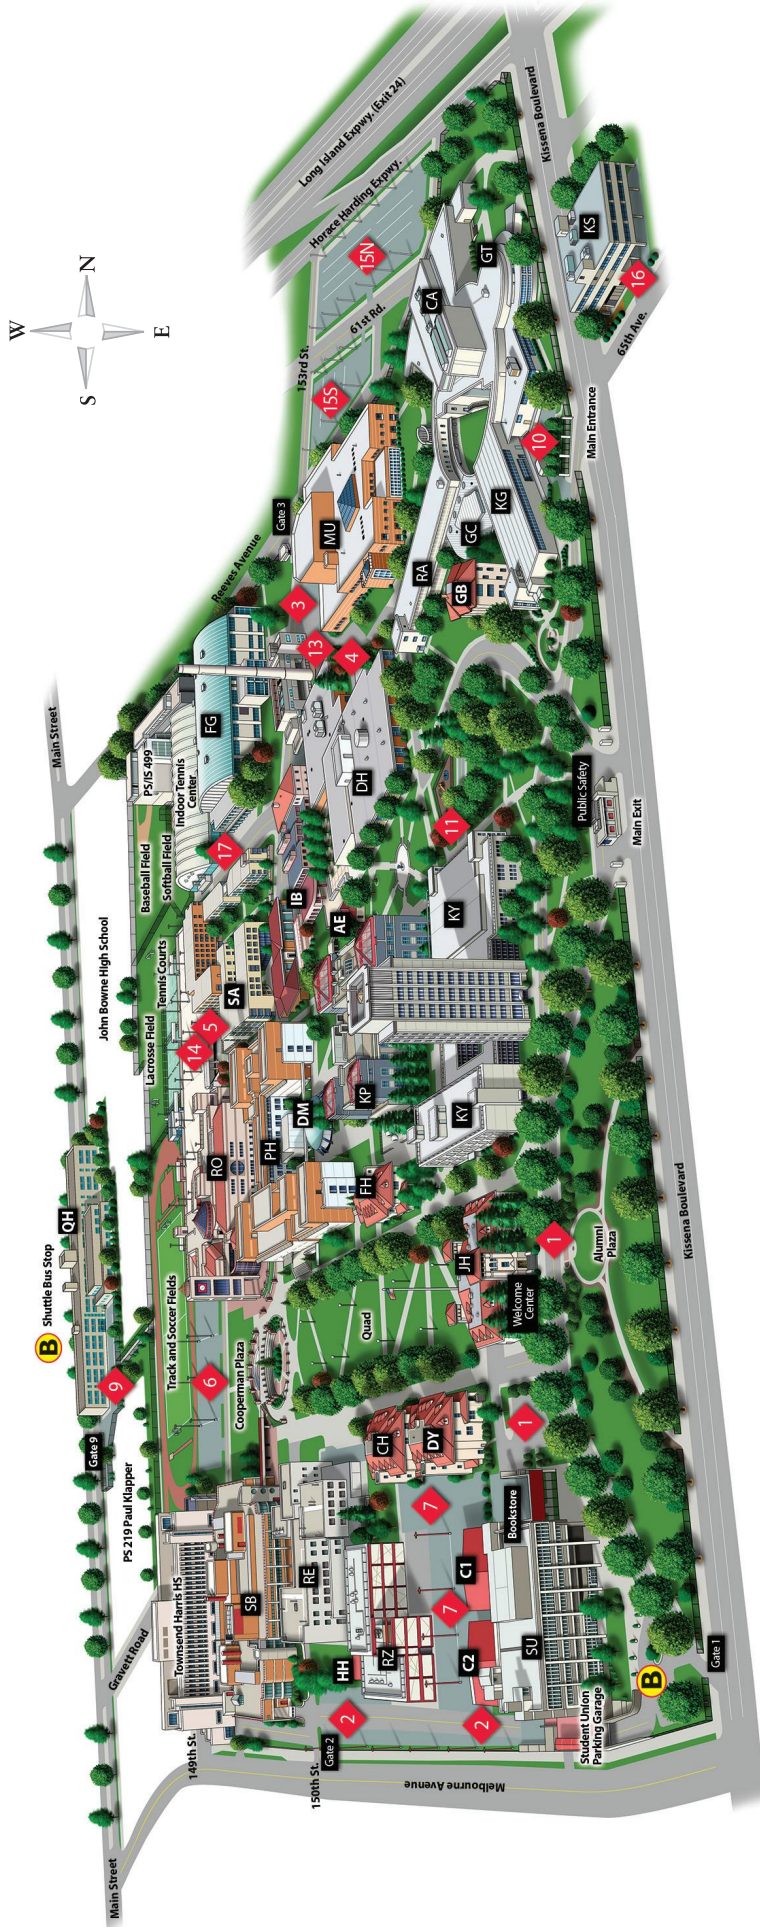 Main Street
Gravett Road
PS 219 Paul Klapper
Gate 9
9
B
Shuttle Bus Stop
QH
John Bowne High School
Main Street
149th St.
150th St.
Gate 2
Melbourne Avenue
Townsend Harris HS
SB
RE
HH
RZ
2
2
C2
C1
7
7
SU
Bookstore
Student Union
Parking Garage
B
Gate 1
Track and Soccer Fields
6
Cooperman Plaza
Quad
CH
DY
1
JH
Welcome
Center
1
Alumni
Plaza
Kissena Boulevard
Lacrosse Field
Tennis Courts
14
5
RO
PH
DM
FH
KP
KY
KY
SA
IB
AE
Baseball Field
Softball Field
PS/IS 499
Indoor Tennis
Center
17
FG
DH
11
Public Safety
Main Exit
Reeves Avenue
Gate 3
3
13
4
MU
RA
GB
GC
KG
10
Main Entrance
153rd St.
15S
61st Rd.
15N
Horace Harding Expwy.
Long Island Expwy. (Exit 24)
CA
GT
Kissena Boulevard
KS
16
65th Ave.
W
N
S
E